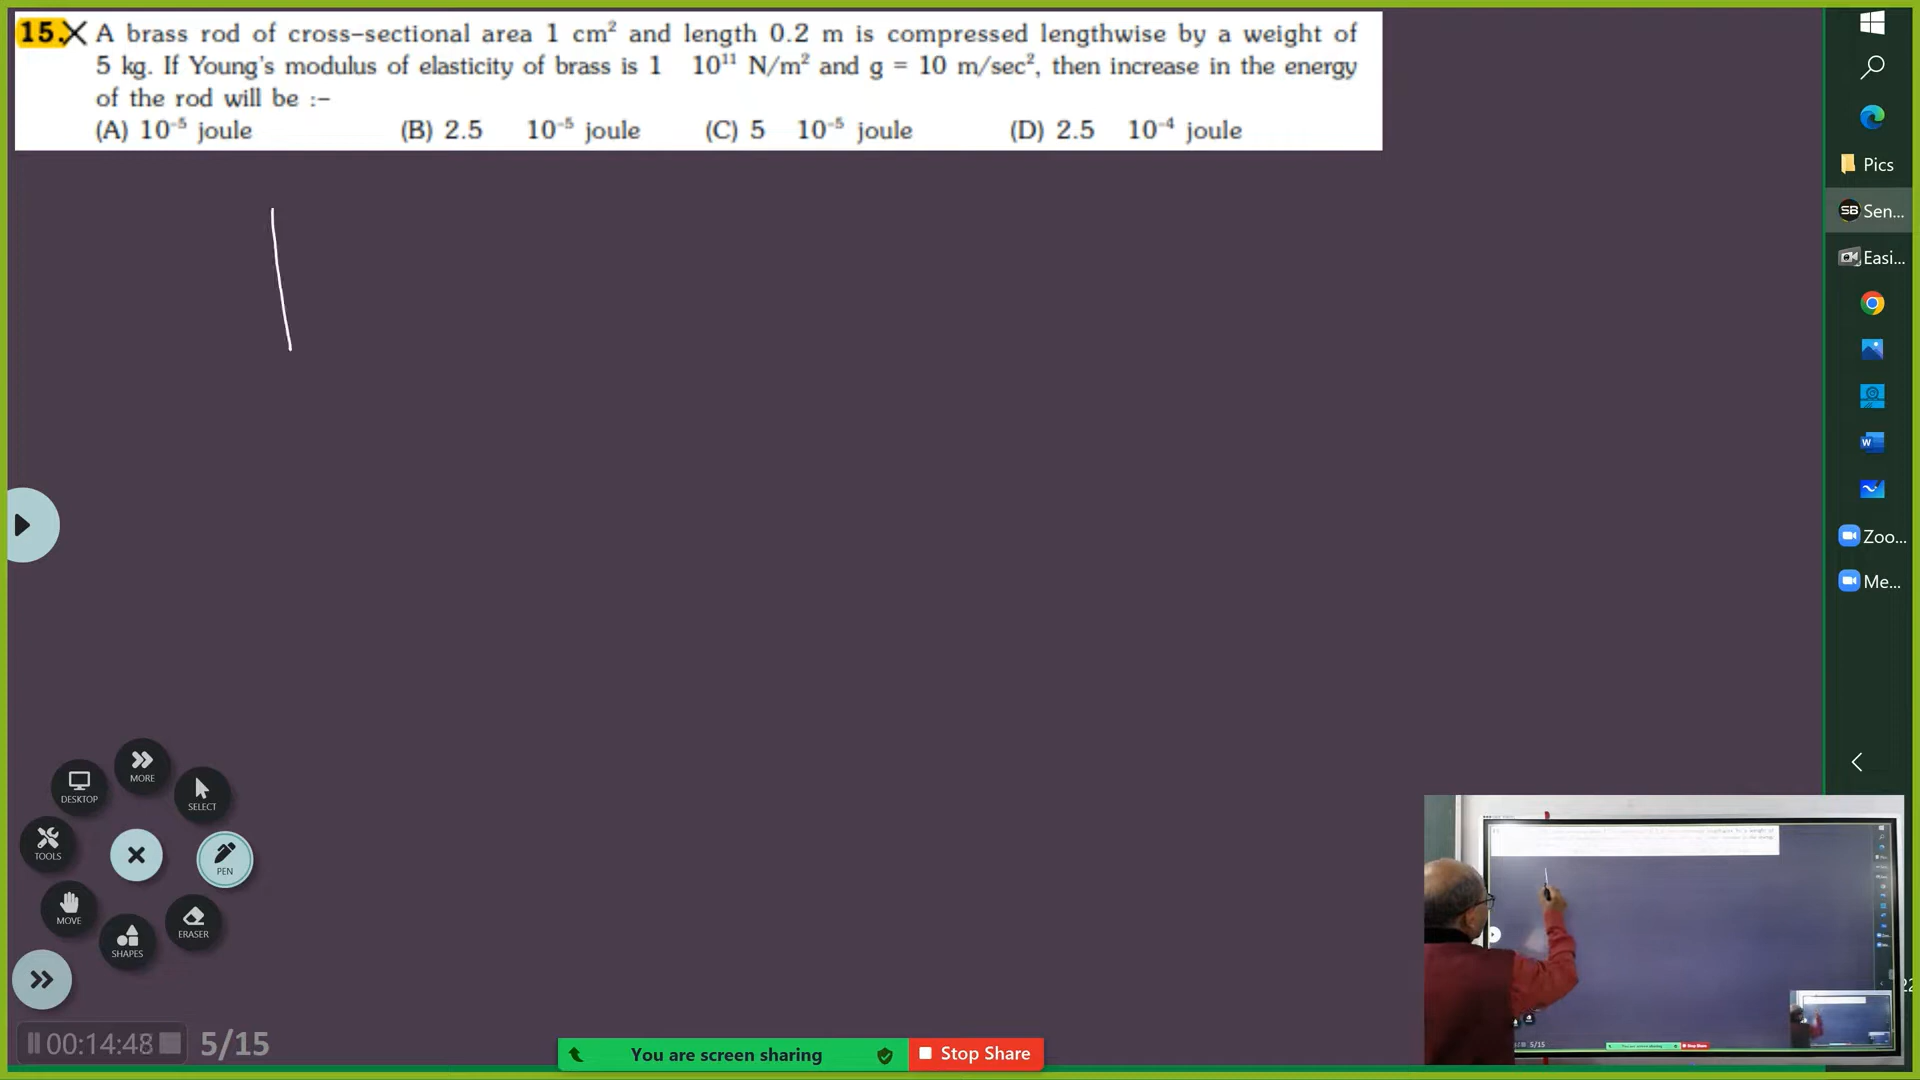 15. A brass rod of cross-sectional area 1 cm² and length 0.2 m is compressed lengthwise by a weight of
5 kg. If Young's modulus of elasticity of brass is 1 10¹¹ N/m² and g = 10 m/sec², then increase in the energy
of the rod will be :-
(A) 10⁻⁵ joule (B) 2.5 10⁻⁵ joule (C) 5 10⁻⁵ joule (D) 2.5 10⁻⁴ joule
Pics
SB Sen...
Easi...
Zoo...
Me...
MORE
DESKTOP
SELECT
TOOLS
PEN
MOVE
ERASER
SHAPES
00:14:48 5/15
You are screen sharing Stop Share
5/15